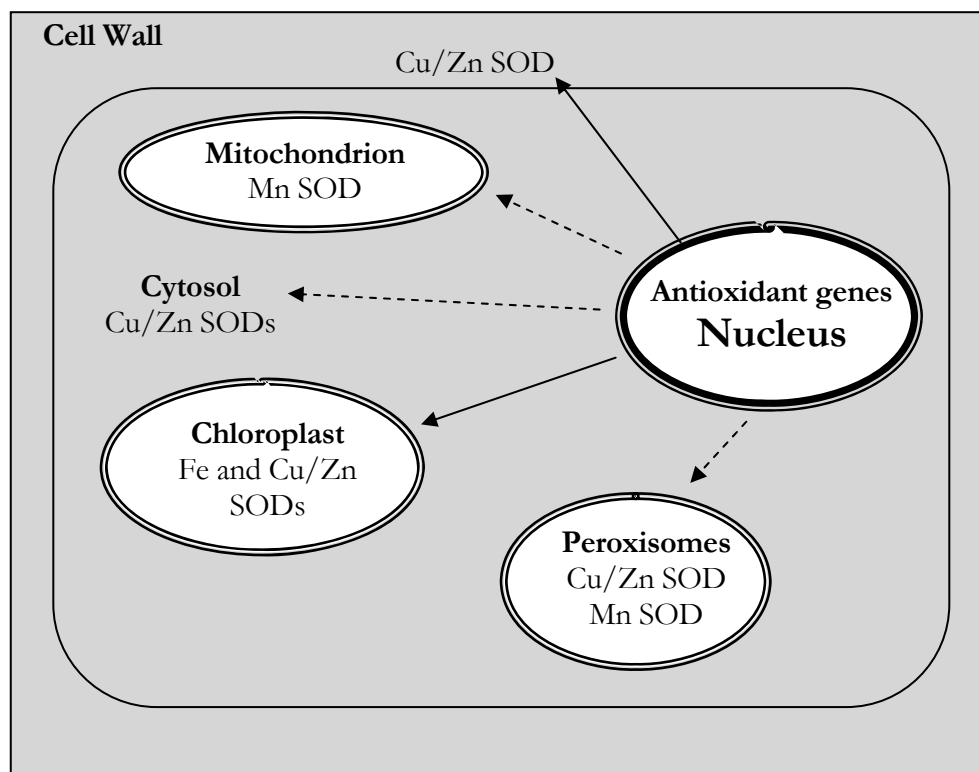 Cell Wall
Cu/Zn SOD
Mitochondrion
Mn SOD
Cytosol
Cu/Zn SODs
Antioxidant genes
Nucleus
Chloroplast
Fe and Cu/Zn
SODs
Peroxisomes
Cu/Zn SOD
Mn SOD